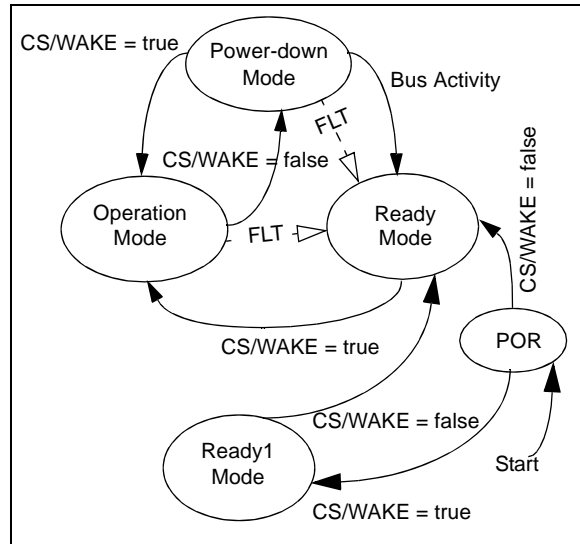 CS/WAKE = true
Power-down
Mode
Bus Activity
FLT
CS/WAKE = false
Operation
Mode
FLT
Ready
Mode
CS/WAKE = false
CS/WAKE = true
POR
Ready1
Mode
CS/WAKE = false
Start
CS/WAKE = true